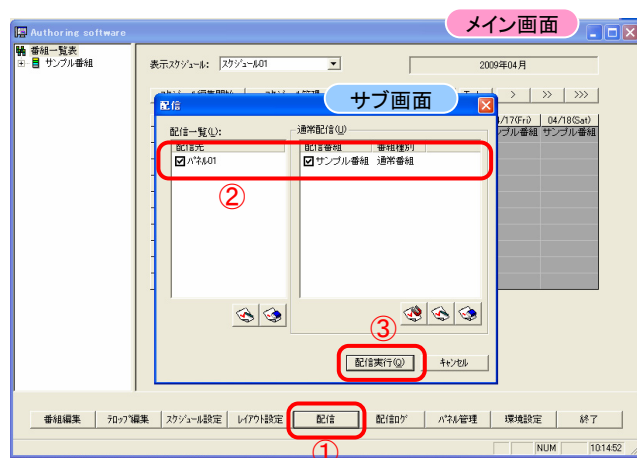 メイン画面
Authoring software
番組一覧表
サンプル番組
表示スケジュール: スケジュール01
2009年04月
> >> >>>
サブ画面
配信
/17(Fri) 04/18(Sat)
ンプル番組 サンプル番組
配信一覧(L): 通常配信(U)
配信先 配信番組 番組種別
パネル01 サンプル番組 通常番組
②
③
配信実行(Q) キャンセル
番組編集 テロップ編集 スケジュール設定 レイアウト設定 配信 配信ログ パネル管理 環境設定 終了
①
NUM 10:14:52